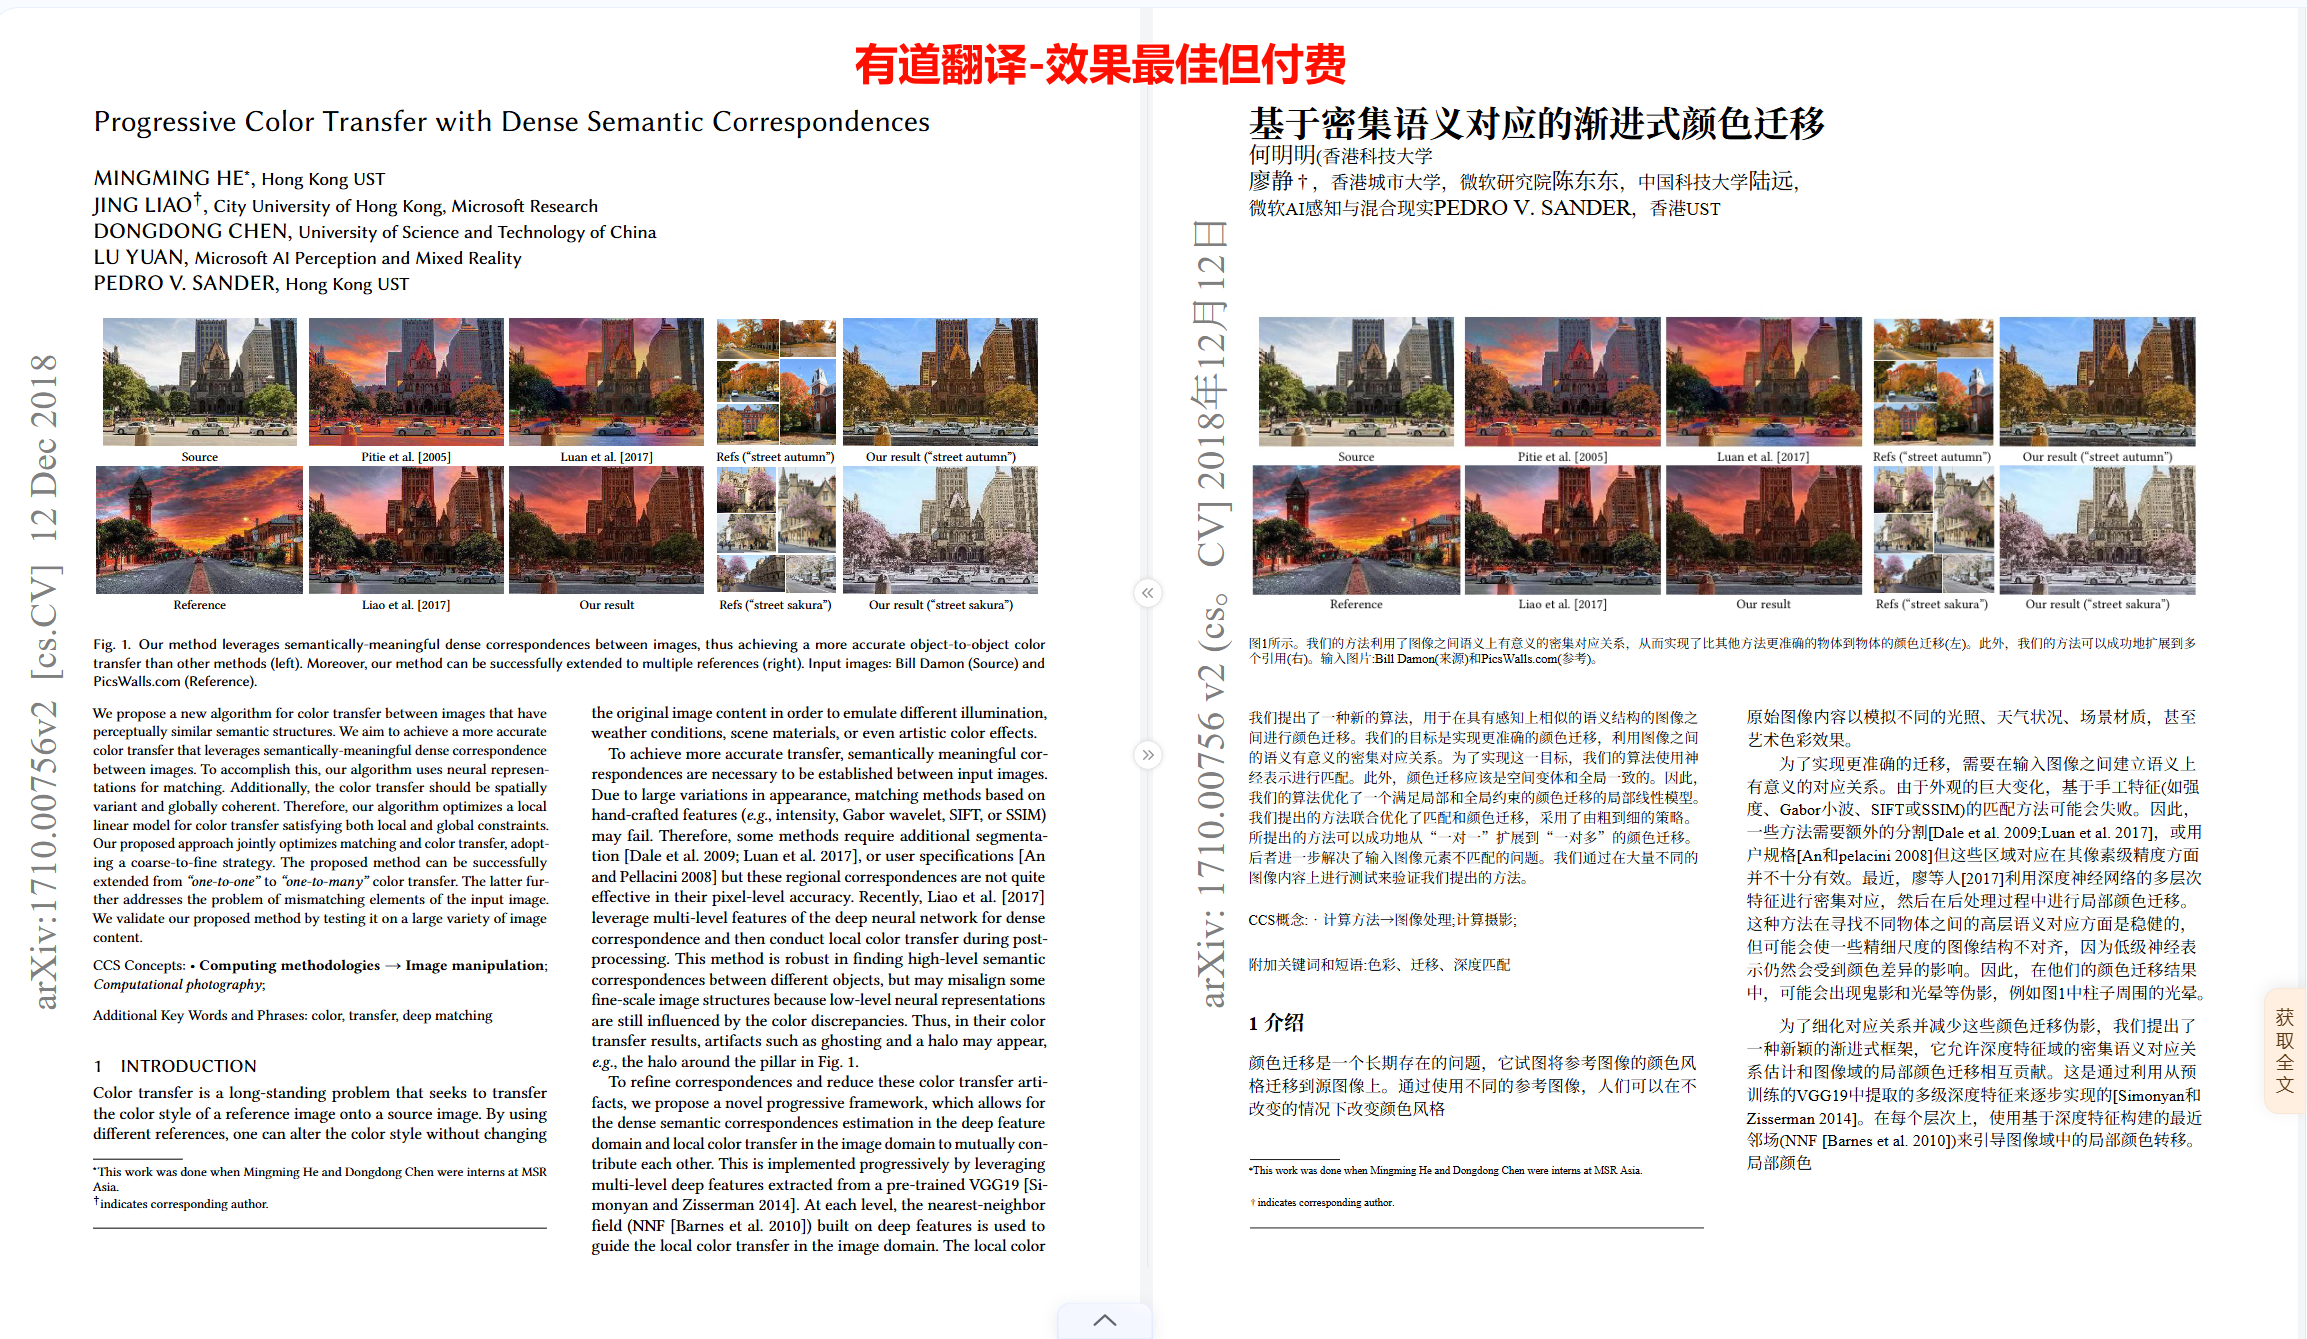 有道翻译-效果最佳但付费
Progressive Color Transfer with Dense Semantic Correspondences
MINGMING HE*, Hong Kong UST
JING LIAO†, City University of Hong Kong, Microsoft Research
DONGDONG CHEN, University of Science and Technology of China
LU YUAN, Microsoft AI Perception and Mixed Reality
PEDRO V. SANDER, Hong Kong UST
arXiv:1710.00756v2 [cs.CV] 12 Dec 2018
Source
Pitie et al. [2005]
Luan et al. [2017]
Refs (“street autumn”)
Our result (“street autumn”)
Reference
Liao et al. [2017]
Our result
Refs (“street sakura”)
Our result (“street sakura”)
Fig. 1. Our method leverages semantically-meaningful dense correspondences between images, thus achieving a more accurate object-to-object color
transfer than other methods (left). Moreover, our method can be successfully extended to multiple references (right). Input images: Bill Damon (Source) and
PicsWalls.com (Reference).
We propose a new algorithm for color transfer between images that have
perceptually similar semantic structures. We aim to achieve a more accurate
color transfer that leverages semantically-meaningful dense correspondence
between images. To accomplish this, our algorithm uses neural represen-
tations for matching. Additionally, the color transfer should be spatially
variant and globally coherent. Therefore, our algorithm optimizes a local
linear model for color transfer satisfying both local and global constraints.
Our proposed approach jointly optimizes matching and color transfer, adopt-
ing a coarse-to-fine strategy. The proposed method can be successfully
extended from “one-to-one” to “one-to-many” color transfer. The latter fur-
ther addresses the problem of mismatching elements of the input image.
We validate our proposed method by testing it on a large variety of image
content.
CCS Concepts: • Computing methodologies → Image manipulation;
Computational photography;
Additional Key Words and Phrases: color, transfer, deep matching
1 INTRODUCTION
Color transfer is a long-standing problem that seeks to transfer
the color style of a reference image onto a source image. By using
different references, one can alter the color style without changing
*This work was done when Mingming He and Dongdong Chen were interns at MSR
Asia.
†indicates corresponding author.
the original image content in order to emulate different illumination,
weather conditions, scene materials, or even artistic color effects.
To achieve more accurate transfer, semantically meaningful cor-
respondences are necessary to be established between input images.
Due to large variations in appearance, matching methods based on
hand-crafted features (e.g., intensity, Gabor wavelet, SIFT, or SSIM)
may fail. Therefore, some methods require additional segmenta-
tion [Dale et al. 2009; Luan et al. 2017], or user specifications [An
and Pellacini 2008] but these regional correspondences are not quite
effective in their pixel-level accuracy. Recently, Liao et al. [2017]
leverage multi-level features of the deep neural network for dense
correspondence and then conduct local color transfer during post-
processing. This method is robust in finding high-level semantic
correspondences between different objects, but may misalign some
fine-scale image structures because low-level neural representations
are still influenced by the color discrepancies. Thus, in their color
transfer results, artifacts such as ghosting and a halo may appear,
e.g., the halo around the pillar in Fig. 1.
To refine correspondences and reduce these color transfer arti-
facts, we propose a novel progressive framework, which allows for
the dense semantic correspondences estimation in the deep feature
domain and local color transfer in the image domain to mutually con-
tribute each other. This is implemented progressively by leveraging
multi-level deep features extracted from a pre-trained VGG19 [Si-
monyan and Zisserman 2014]. At each level, the nearest-neighbor
field (NNF [Barnes et al. 2010]) built on deep features is used to
guide the local color transfer in the image domain. The local color
基于密集语义对应的渐进式颜色迁移
何明明(香港科技大学
廖静†，香港城市大学，微软研究院陈东东，中国科技大学陆远，
微软AI感知与混合现实PEDRO V. SANDER，香港UST
arXiv: 1710.00756 v2 (cs。CV] 2018年12月12日
Source
Pitie et al. [2005]
Luan et al. [2017]
Refs (“street autumn”)
Our result (“street autumn”)
Reference
Liao et al. [2017]
Our result
Refs (“street sakura”)
Our result (“street sakura”)
图1所示。我们的方法利用了图像之间语义上有意义的密集对应关系，从而实现了比其他方法更准确的物体到物体的颜色迁移(左)。此外，我们的方法可以成功地扩展到多
个引用(右)。输入图片:Bill Damon(来源)和PicsWalls.com(参考)。
我们提出了一种新的算法，用于在具有感知上相似的语义结构的图像之
间进行颜色迁移。我们的目标是实现更准确的颜色迁移，利用图像之间
的语义有意义的密集对应关系。为了实现这一目标，我们的算法使用神
经表示进行匹配。此外，颜色迁移应该是空间变体和全局一致的。因此，
我们的算法优化了一个满足局部和全局约束的颜色迁移的局部线性模型。
我们提出的方法联合优化了匹配和颜色迁移，采用了由粗到细的策略。
所提出的方法可以成功地从“一对一”扩展到“一对多”的颜色迁移。
后者进一步解决了输入图像元素不匹配的问题。我们通过在大量不同的
图像内容上进行测试来验证我们提出的方法。
CCS概念: · 计算方法→图像处理;计算摄影;
附加关键词和短语:色彩、迁移、深度匹配
1 介绍
颜色迁移是一个长期存在的问题，它试图将参考图像的颜色风
格迁移到源图像上。通过使用不同的参考图像，人们可以在不
改变的情况下改变颜色风格
*This work was done when Mingming He and Dongdong Chen were interns at MSR Asia.
† indicates corresponding author.
原始图像内容以模拟不同的光照、天气状况、场景材质，甚至
艺术色彩效果。
为了实现更准确的迁移，需要在输入图像之间建立语义上
有意义的对应关系。由于外观的巨大变化，基于手工特征(如强
度、Gabor小波、SIFT或SSIM)的匹配方法可能会失败。因此，
一些方法需要额外的分割[Dale et al. 2009;Luan et al. 2017]，或用
户规格[An和pelacini 2008]但这些区域对应在其像素级精度方面
并不十分有效。最近，廖等人[2017]利用深度神经网络的多层次
特征进行密集对应，然后在后处理过程中进行局部颜色迁移。
这种方法在寻找不同物体之间的高层语义对应方面是稳健的，
但可能会使一些精细尺度的图像结构不对齐，因为低级神经表
示仍然会受到颜色差异的影响。因此，在他们的颜色迁移结果
中，可能会出现鬼影和光晕等伪影，例如图1中柱子周围的光晕。
为了细化对应关系并减少这些颜色迁移伪影，我们提出了
一种新颖的渐进式框架，它允许深度特征域的密集语义对应关
系估计和图像域的局部颜色迁移相互贡献。这是通过利用从预
训练的VGG19中提取的多级深度特征来逐步实现的[Simonyan和
Zisserman 2014]。在每个层次上，使用基于深度特征构建的最近
邻场(NNF [Barnes et al. 2010])来引导图像域中的局部颜色转移。
局部颜色
获取全文